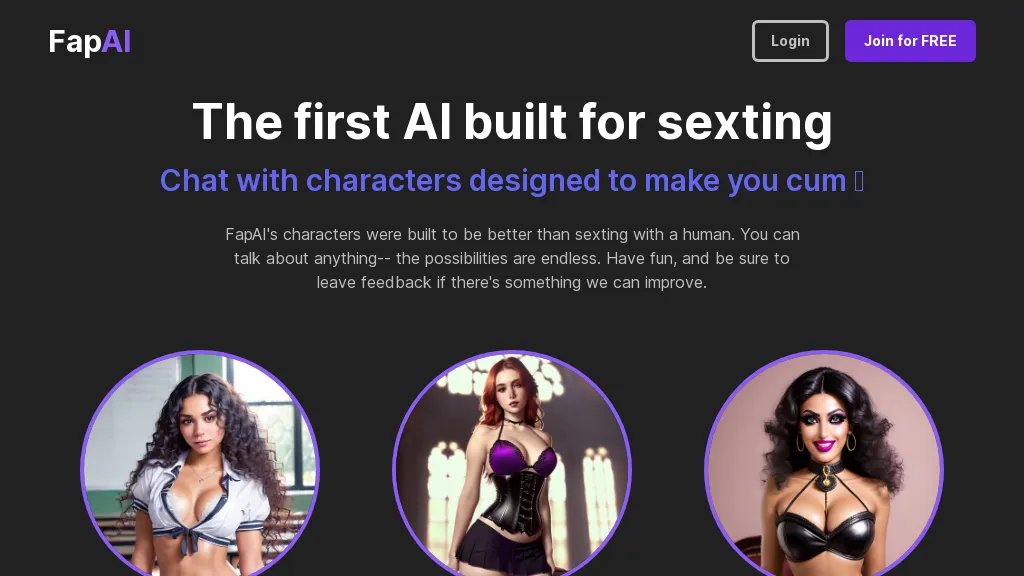 FapAI
Login
Join for FREE
The first AI built for sexting
Chat with characters designed to make you cum
FapAI's characters were built to be better than sexting with a human. You can
talk about anything-- the possibilities are endless. Have fun, and be sure to
leave feedback if there's something we can improve.